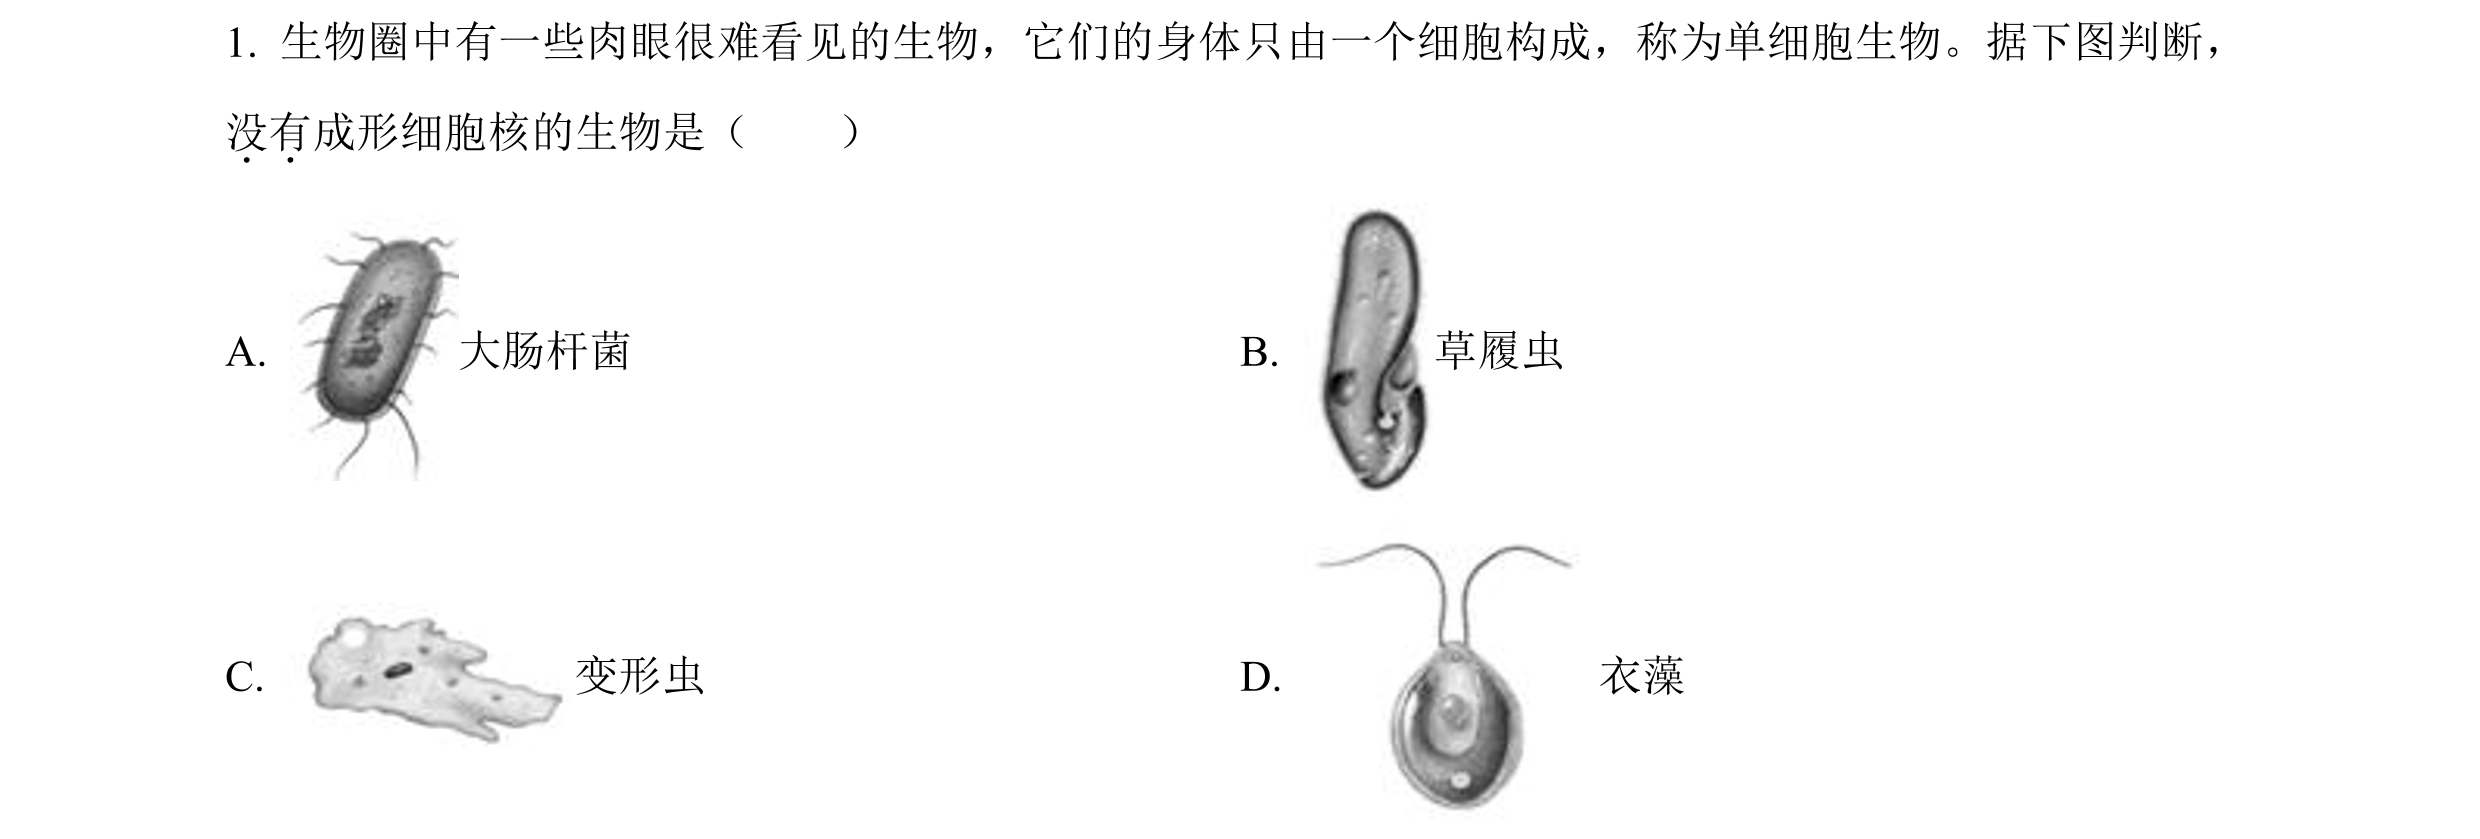 1. 生物圈中有一些肉眼很难看见的生物，它们的身体只由一个细胞构成，称为单细胞生物。据下图判断，
没有成形细胞核的生物是（　　）
A. 大肠杆菌
B. 草履虫
C. 变形虫
D. 衣藻